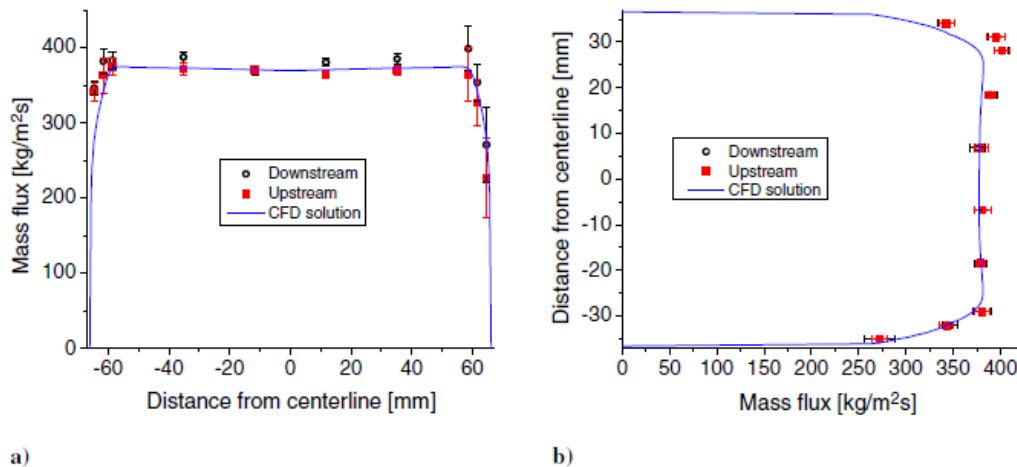 400
300
200
100
0
Mass flux [kg/m²s]
Downstream
Upstream
CFD solution
-60 -40 -20 0 20 40 60
Distance from centerline [mm]
a)
30
20
10
0
-10
-20
-30
Distance from centerline [mm]
Downstream
Upstream
CFD solution
0 50 100 150 200 250 300 350 400
Mass flux [kg/m²s]
b)